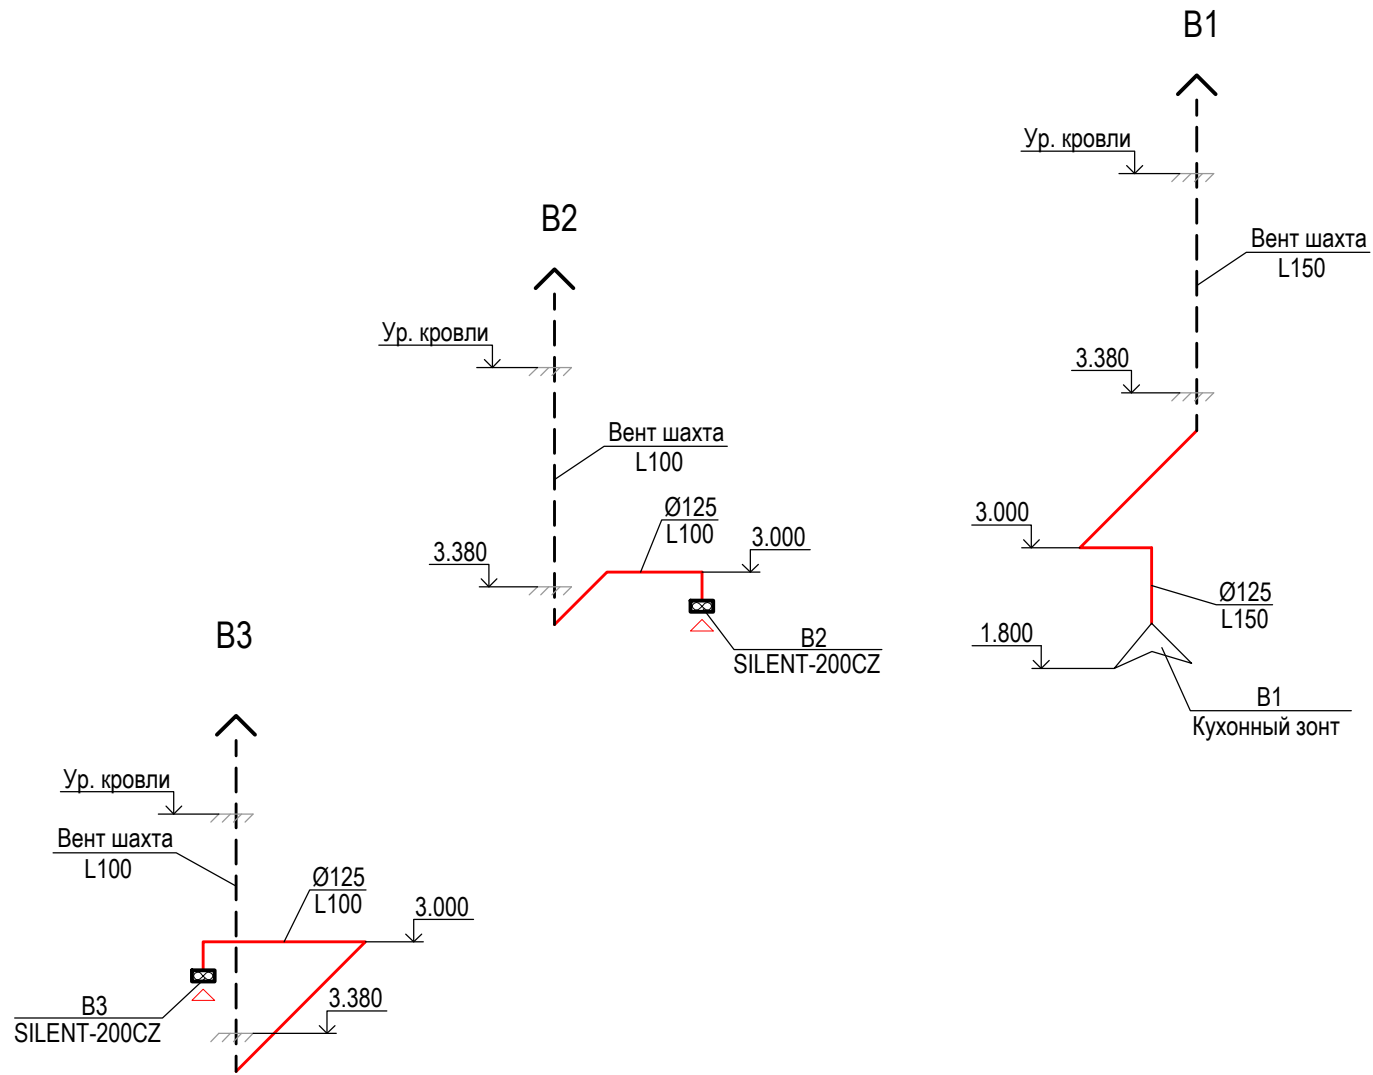 В1
Ур. кровли
Вент шахта
L150
3.380
3.000
Ø125
L150
1.800
В1
Кухонный зонт
В2
Ур. кровли
Вент шахта
L100
Ø125
L100
3.000
3.380
В2
SILENT-200CZ
В3
Ур. кровли
Вент шахта
L100
Ø125
L100
3.000
3.380
В3
SILENT-200CZ